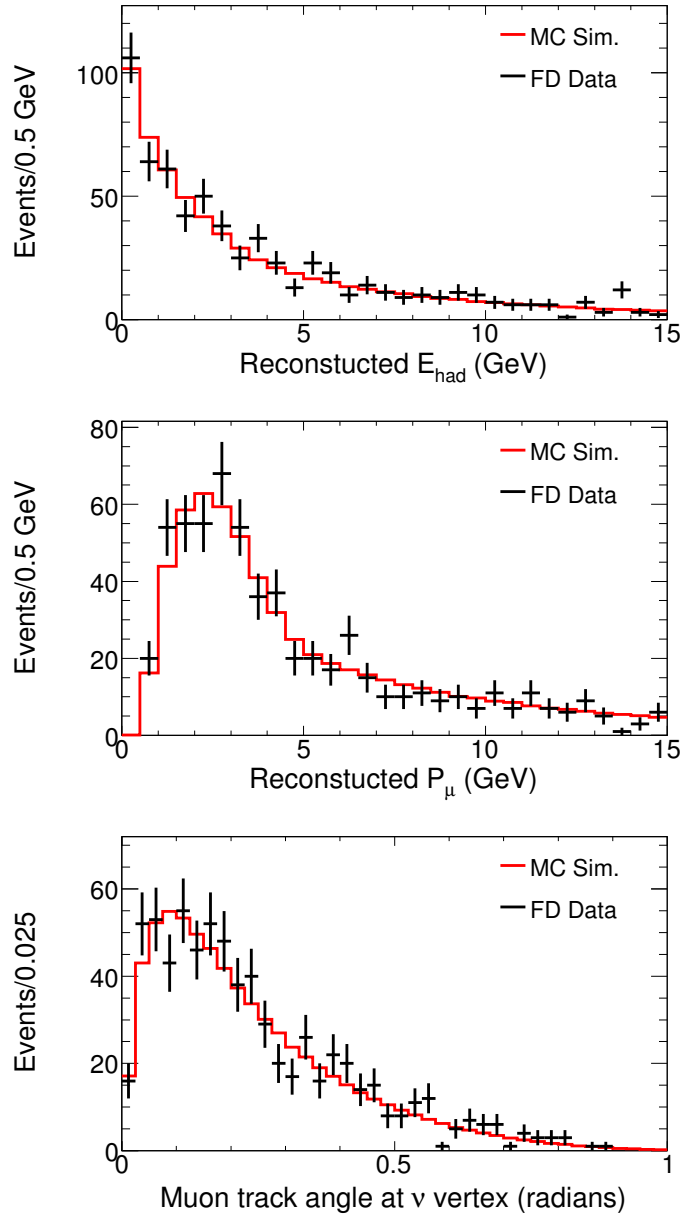 Events/0.5 GeV
100
50
0
MC Sim.
FD Data
0 5 10 15
Reconstucted E_had (GeV)
Events/0.5 GeV
80
60
40
20
0
MC Sim.
FD Data
0 5 10 15
Reconstucted P_μ (GeV)
Events/0.025
60
40
20
0
MC Sim.
FD Data
0 0.5 1
Muon track angle at ν vertex (radians)